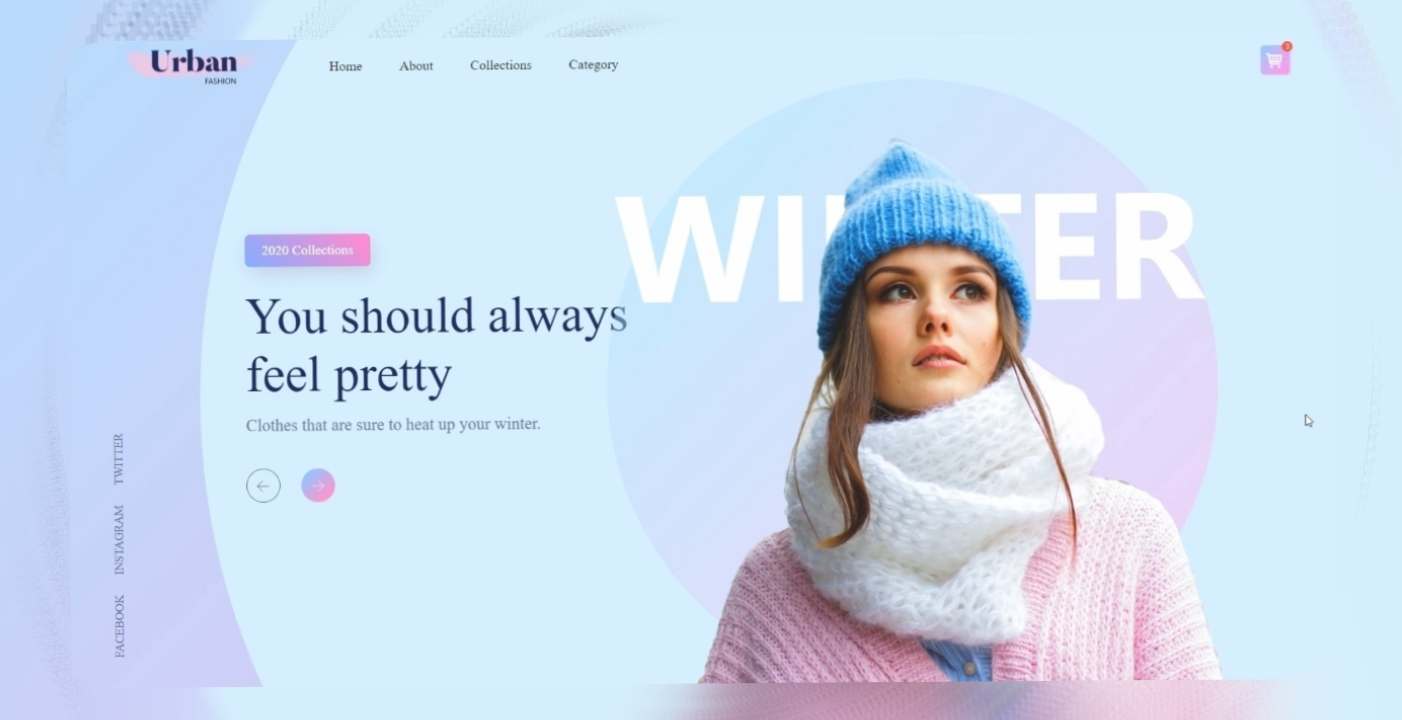 Urban
FASHION
Home About Collections Category
WINTER
2020 Collections
You should always
feel pretty
Clothes that are sure to heat up your winter.
TWITTER
INSTAGRAM
FACEBOOK